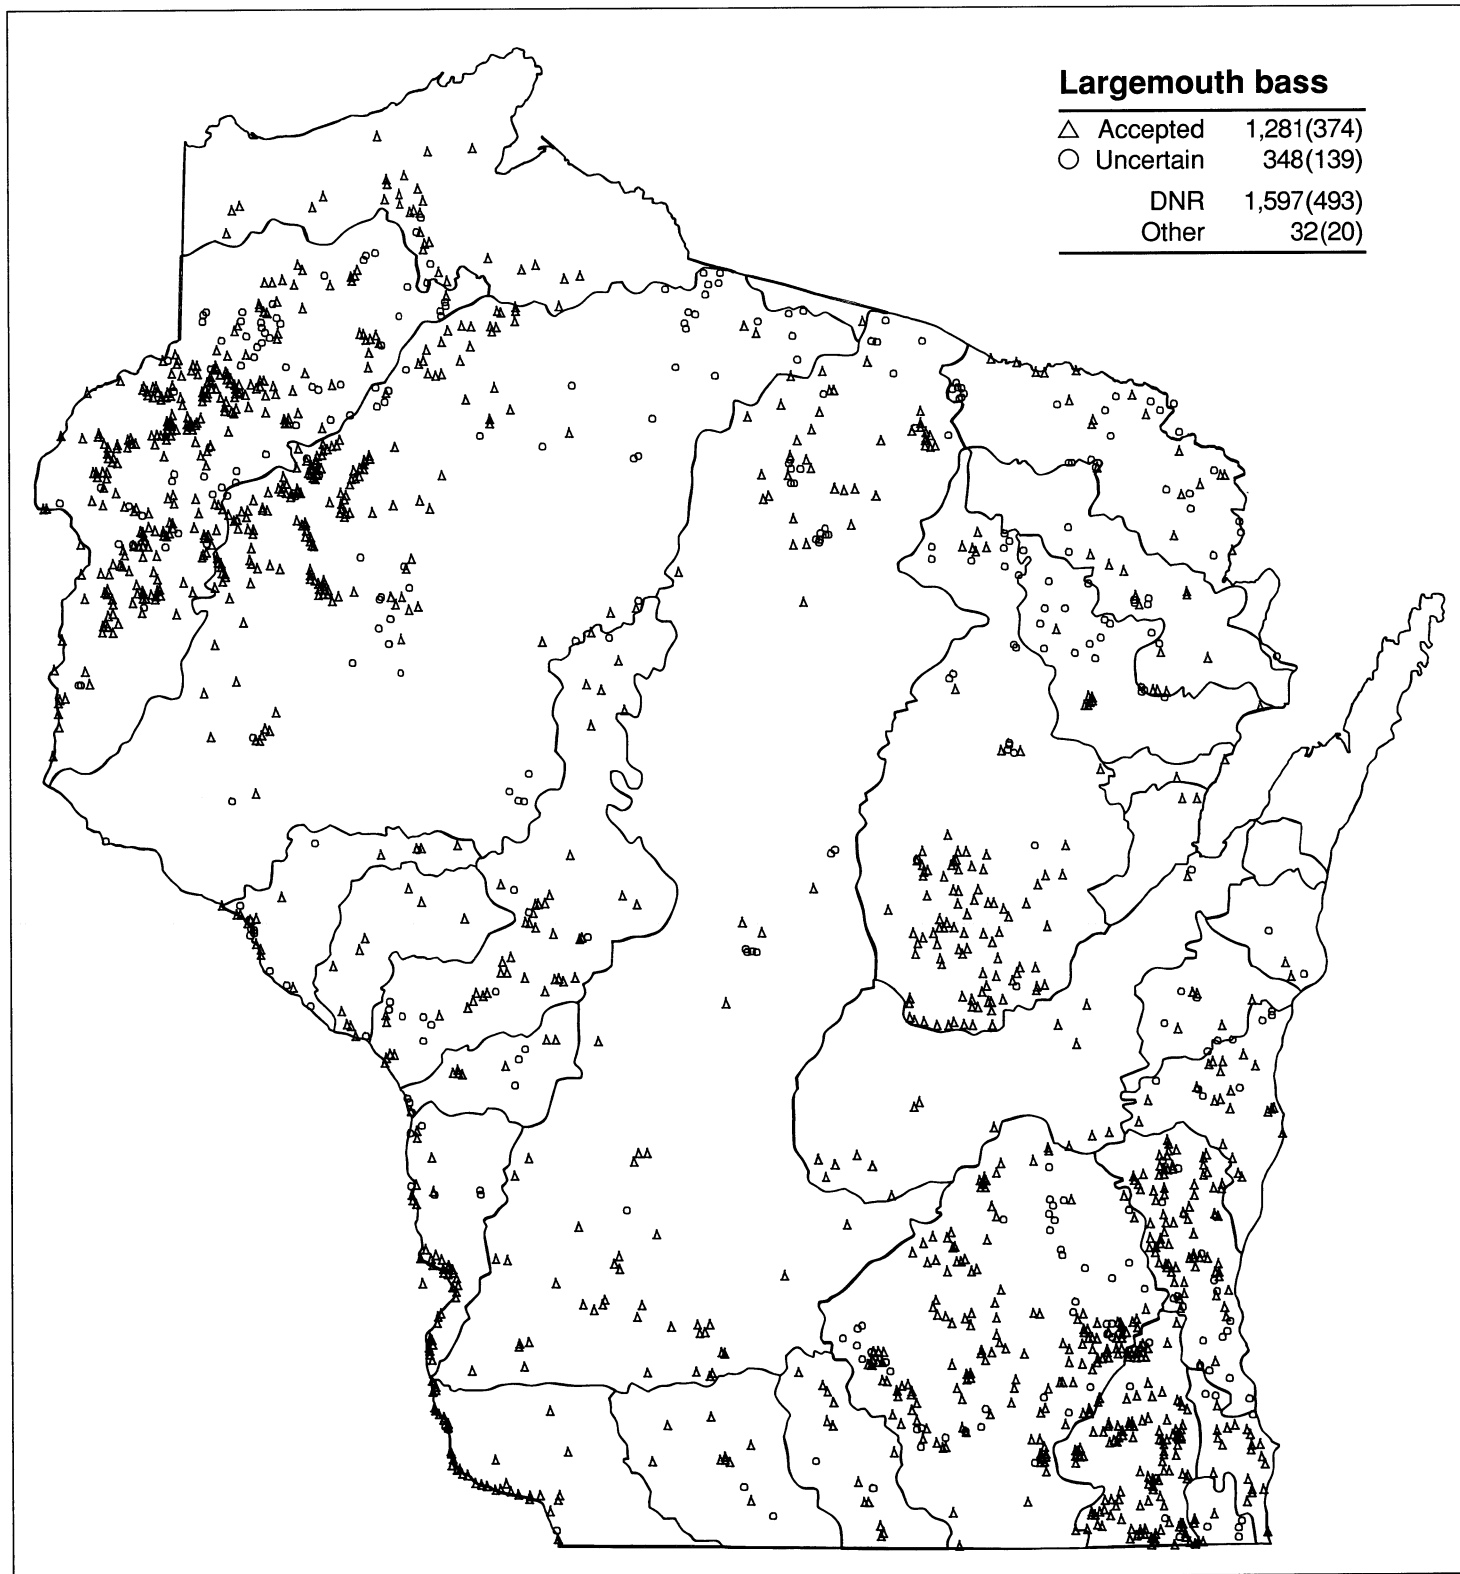 Largemouth bass
△ Accepted 1,281(374)
○ Uncertain 348(139)
DNR 1,597(493)
Other 32(20)